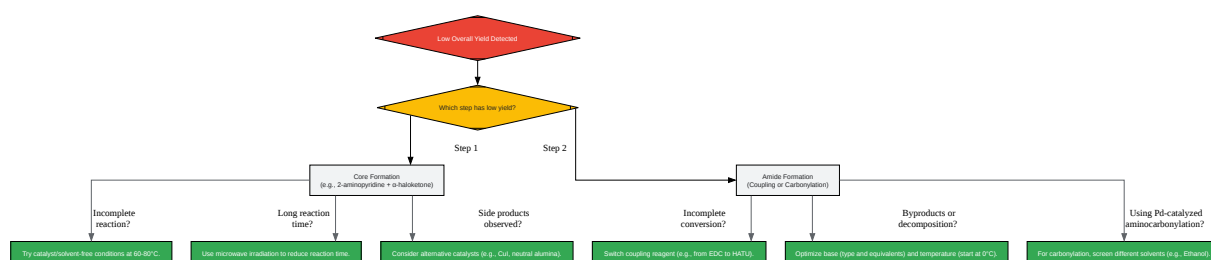 Low Overall Yield Detected
Which step has low yield?
Step 1
Step 2
Core Formation
(e.g., 2-aminopyridine + α-haloketone)
Amide Formation
(Coupling or Carbonylation)
Incomplete
reaction?
Long reaction
time?
Side products
observed?
Incomplete
conversion?
Byproducts or
decomposition?
Using Pd-catalyzed
aminocarbonylation?
Try catalyst/solvent-free conditions at 60-80°C.
Use microwave irradiation to reduce reaction time.
Consider alternative catalysts (e.g., CuI, neutral alumina).
Switch coupling reagent (e.g., from EDC to HATU).
Optimize base (type and equivalents) and temperature (start at 0°C).
For carbonylation, screen different solvents (e.g., Ethanol).